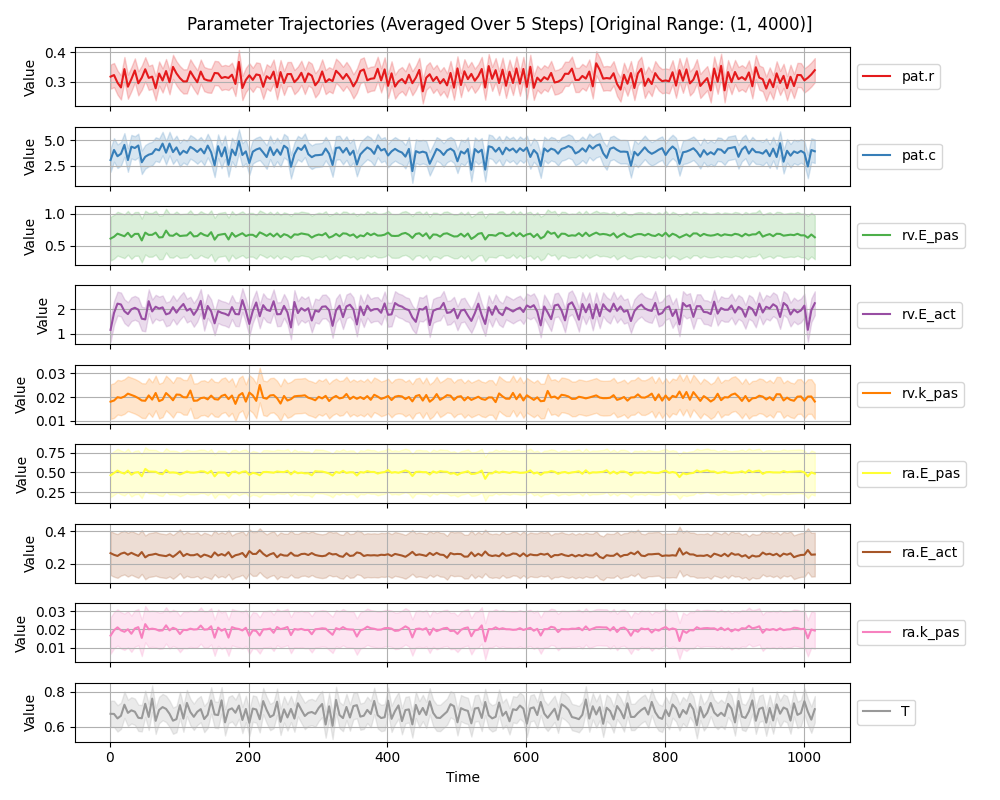 Parameter Trajectories (Averaged Over 5 Steps) [Original Range: (1, 4000)]
0.4
0.3
Value
pat.r
5.0
2.5
Value
pat.c
1.0
0.5
Value
rv.E_pas
2
1
Value
rv.E_act
0.03
0.02
0.01
Value
rv.k_pas
0.75
0.50
0.25
Value
ra.E_pas
0.4
0.2
Value
ra.E_act
0.03
0.02
0.01
Value
ra.k_pas
0.8
0.6
Value
T
0 200 400 600 800 1000
Time